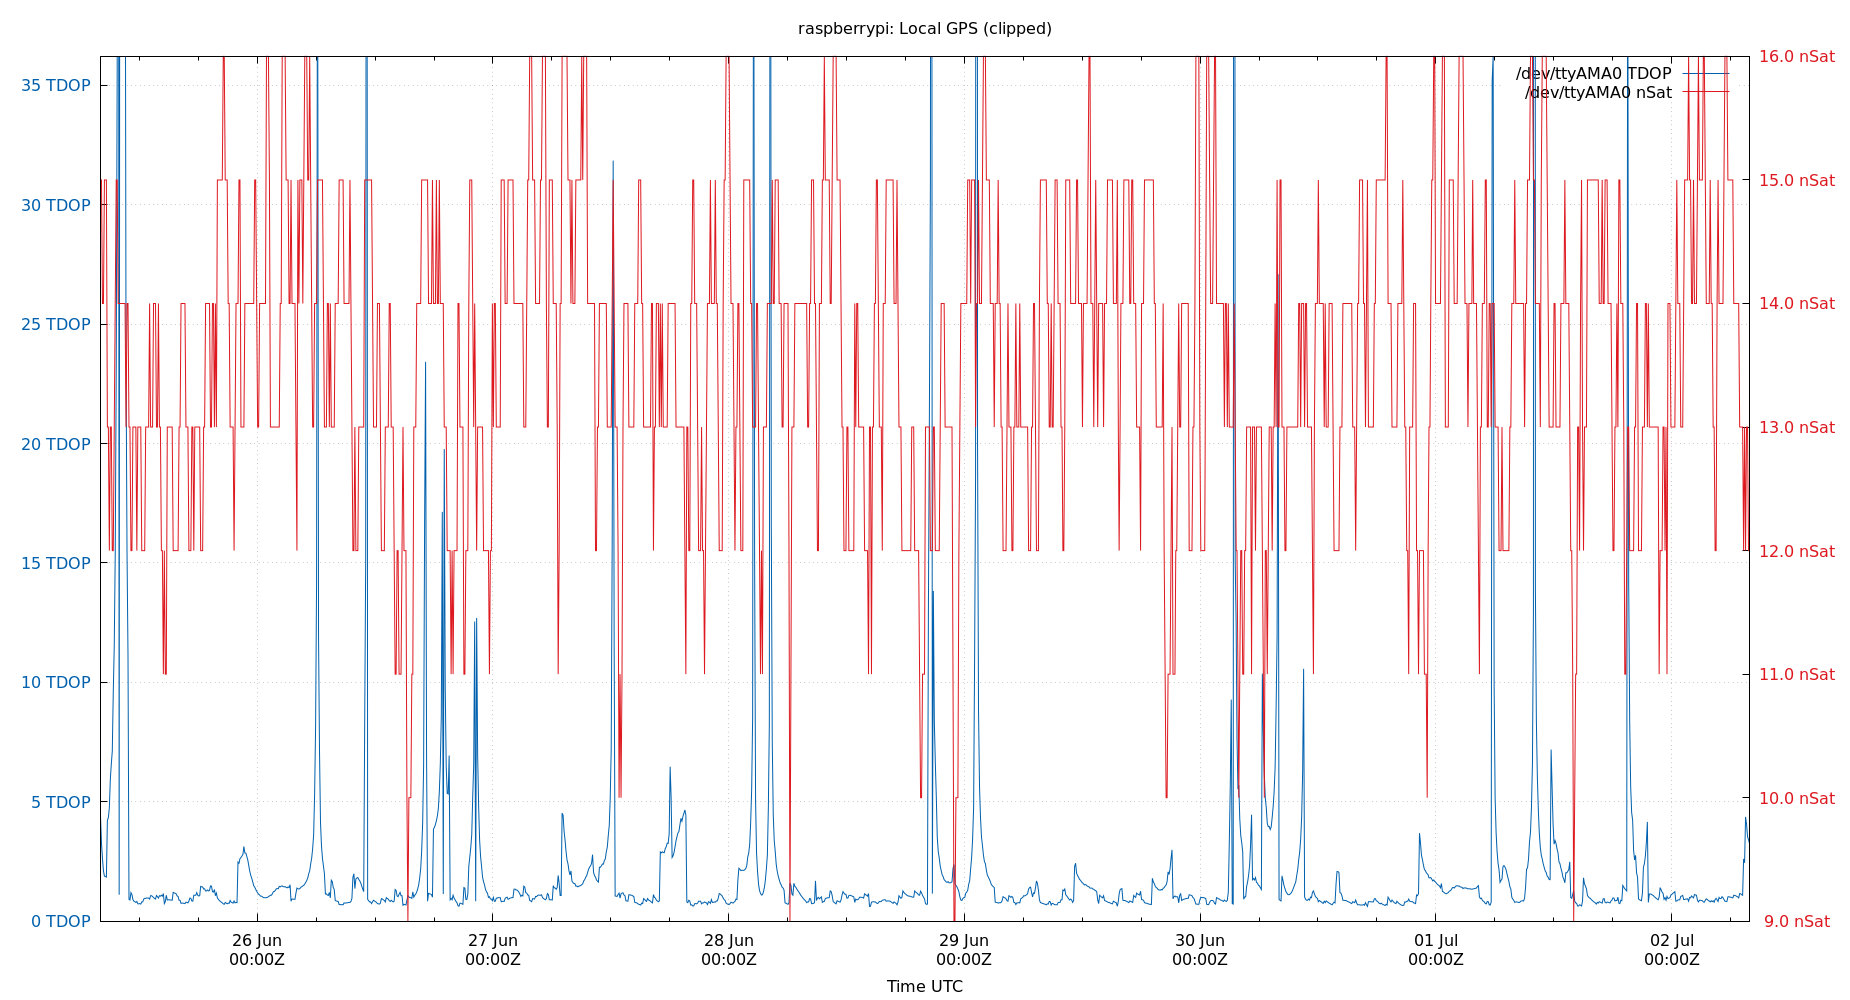 raspberrypi: Local GPS (clipped)
16.0 nSat
35 TDOP
/dev/ttyAMA0 TDOP
/dev/ttyAMA0 nSat
15.0 nSat
30 TDOP
14.0 nSat
25 TDOP
13.0 nSat
20 TDOP
12.0 nSat
15 TDOP
11.0 nSat
10 TDOP
10.0 nSat
5 TDOP
9.0 nSat
0 TDOP
26 Jun
00:00Z
27 Jun
00:00Z
28 Jun
00:00Z
29 Jun
00:00Z
30 Jun
00:00Z
01 Jul
00:00Z
02 Jul
00:00Z
Time UTC